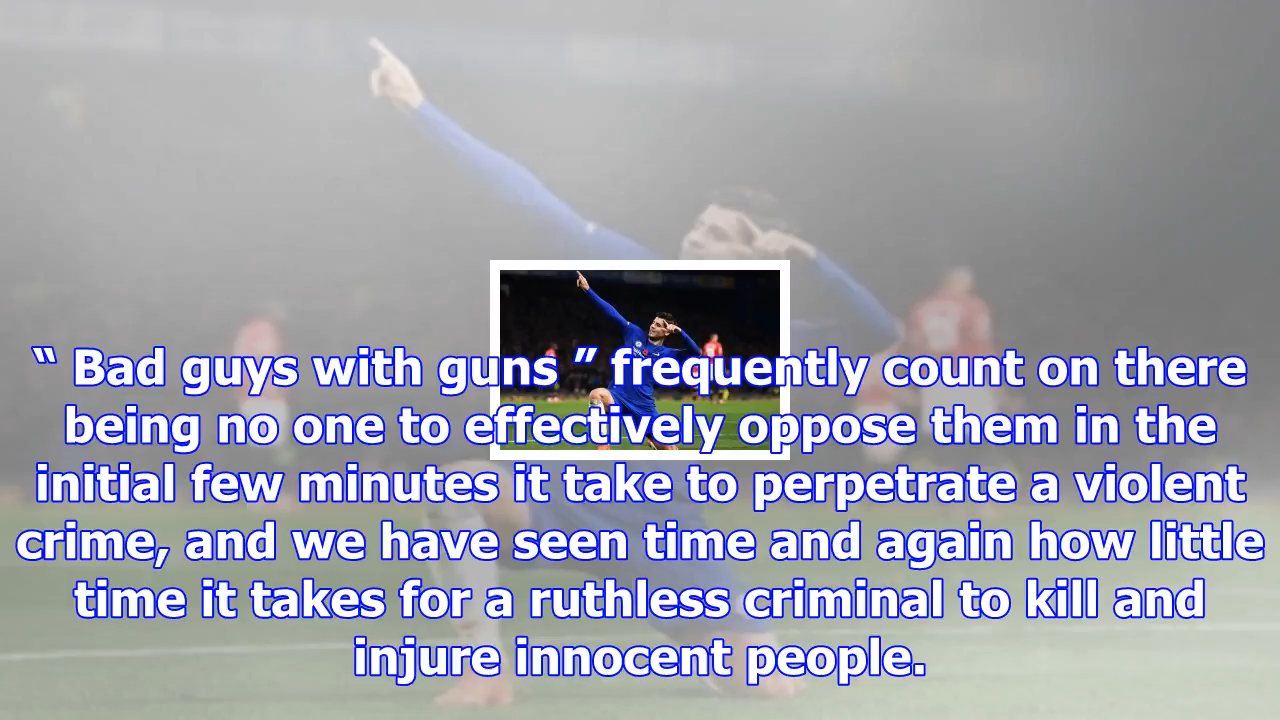 “ Bad guys with guns ” frequently count on there
being no one to effectively oppose them in the
initial few minutes it take to perpetrate a violent
crime, and we have seen time and again how little
time it takes for a ruthless criminal to kill and
injure innocent people.